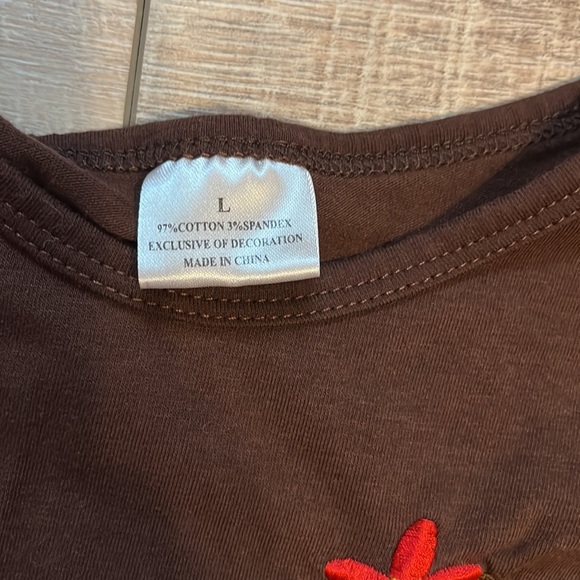 L
97%COTTON 3%SPANDEX
EXCLUSIVE OF DECORATION
MADE IN CHINA